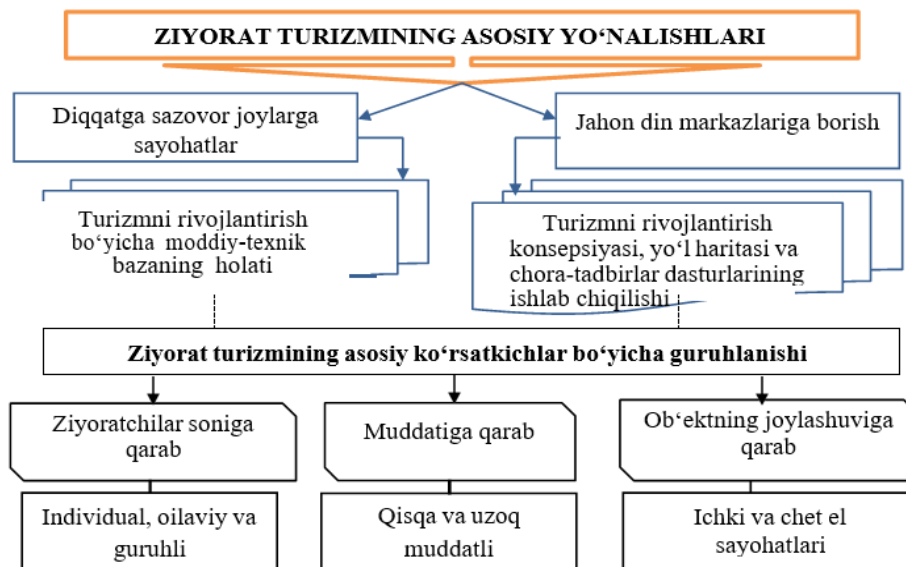 ZIYORAT TURIZMINING ASOSIY YO‘NALISHLARI
Diqqatga sazovor joylarga
sayohatlar
Jahon din markazlariga borish
Turizmni rivojlantirish
bo‘yicha moddiy-texnik
bazaning holati
Turizmni rivojlantirish
konsepsiyasi, yo‘l haritasi va
chora-tadbirlar dasturlarining
ishlab chiqilishi
Ziyorat turizmining asosiy ko‘rsatkichlar bo‘yicha guruhlanishi
Ziyoratchilar soniga
qarab
Muddatiga qarab
Ob‘ektning joylashuviga
qarab
Individual, oilaviy va
guruhli
Qisqa va uzoq
muddatli
Ichki va chet el
sayohatlari